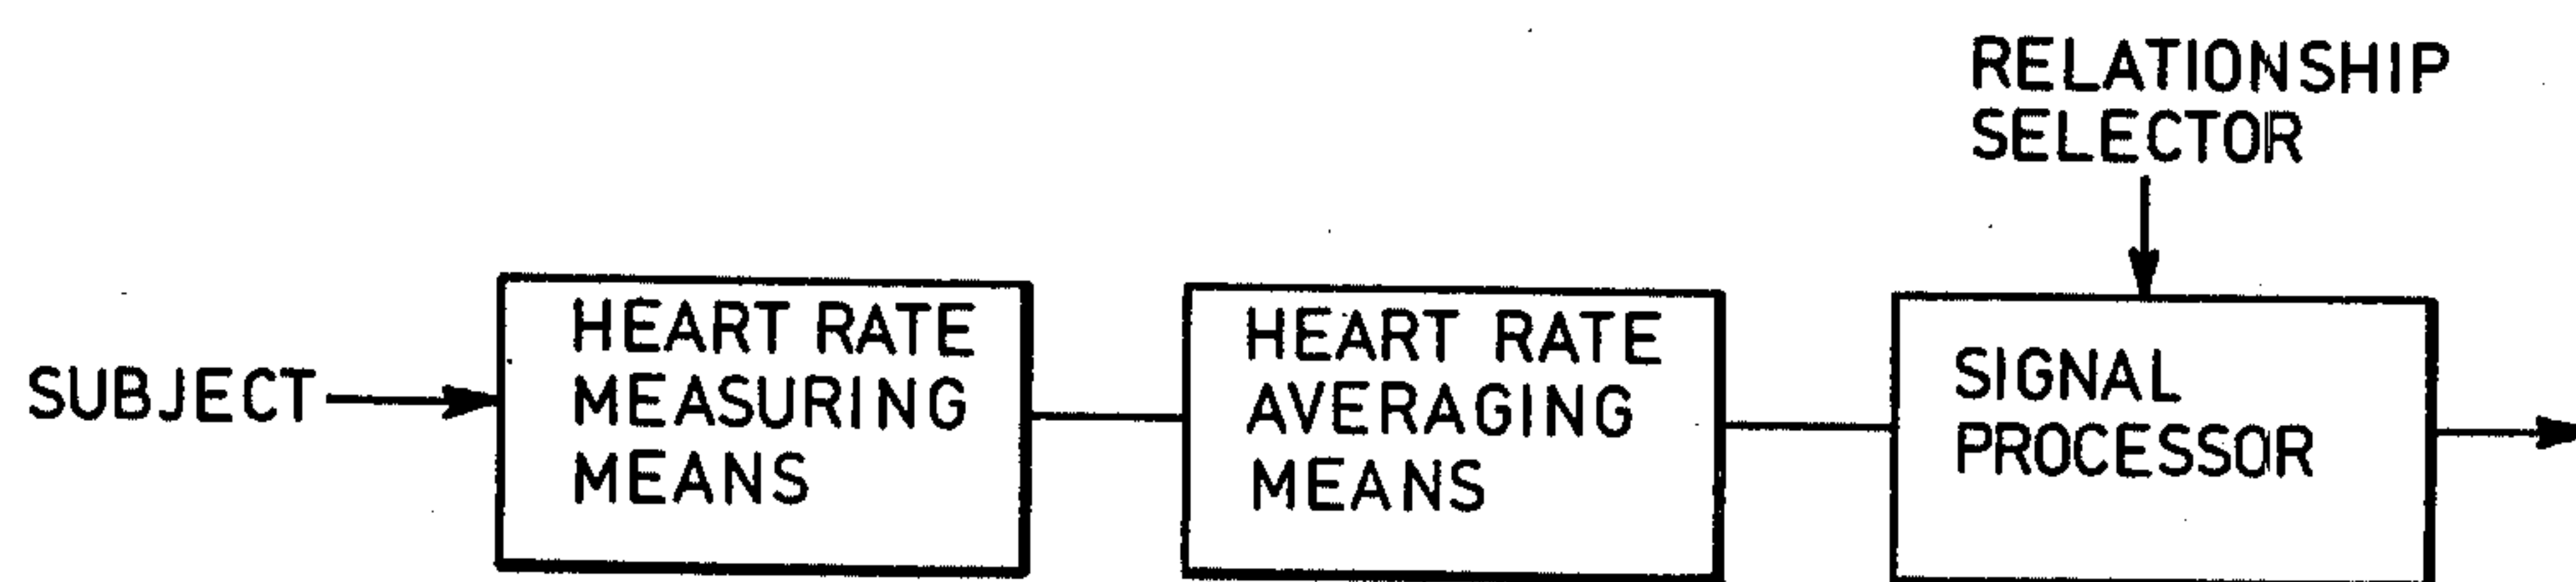 RELATIONSHIP
SELECTOR
SUBJECT
HEART RATE
MEASURING
MEANS
HEART RATE
AVERAGING
MEANS
SIGNAL
PROCESSOR